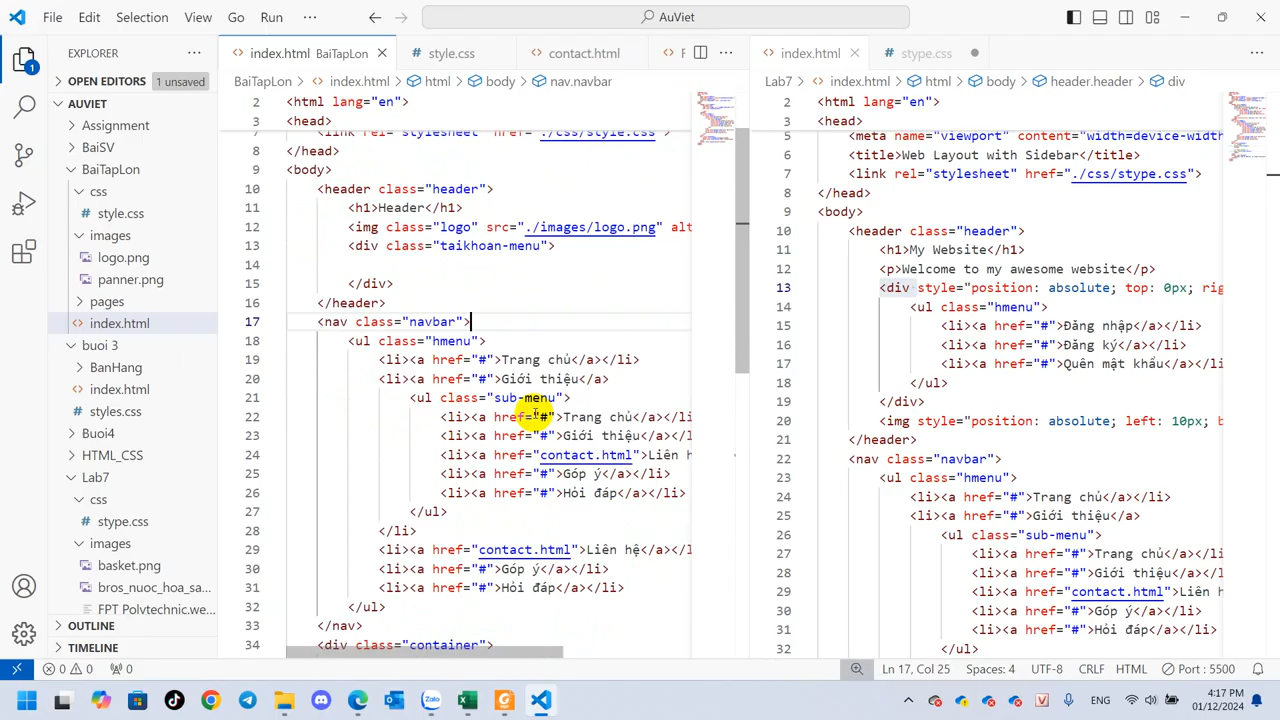 File Edit Selection View Go Run ··· AuViet
EXPLORER ···
OPEN EDITORS 1 unsaved
AUVIET
Assignment
BaiSV
BaiTapLon
css
style.css
images
logo.png
panner.png
pages
index.html
buoi 3
BanHang
index.html
styles.css
Buoi4
HTML_CSS
Lab7
css
stype.css
images
basket.png
bros_nuoc_hoa_sa...
FPT Polytechnic.we...
OUTLINE
TIMELINE
index.html BaiTapLon style.css contact.html
BaiTapLon > index.html > html > body > nav.navbar
2 <html lang="en">
3 <head>
7 <link rel="stylesheet" href="./css/style.css">
8 </head>
9 <body>
10 <header class="header">
11 <h1>Header</h1>
12 <img class="logo" src="./images/logo.png" alt
13 <div class="taikhoan-menu">
14
15 </div>
16 </header>
17 <nav class="navbar">
18 <ul class="hmenu">
19 <li><a href="#">Trang chủ</a></li>
20 <li><a href="#">Giới thiệu</a>
21 <ul class="sub-menu">
22 <li><a href="#">Trang chủ</a></li
23 <li><a href="#">Giới thiệu</a></l
24 <li><a href="contact.html">Liên h
25 <li><a href="#">Góp ý</a></li>
26 <li><a href="#">Hỏi đáp</a></li>
27 </ul>
28 </li>
29 <li><a href="contact.html">Liên hệ</a></l
30 <li><a href="#">Góp ý</a></li>
31 <li><a href="#">Hỏi đáp</a></li>
32 </ul>
33 </nav>
34 <div class="container">
index.html stype.css
Lab7 > index.html > html > body > header.header > div
2 <html lang="en">
3 <head>
5 <meta name="viewport" content="width=device-width
6 <title>Web Layout with Sidebar</title>
7 <link rel="stylesheet" href="./css/stype.css">
8 </head>
9 <body>
10 <header class="header">
11 <h1>My Website</h1>
12 <p>Welcome to my awesome website</p>
13 <div style="position: absolute; top: 0px; rig
14 <ul class="hmenu">
15 <li><a href="#">Đăng nhập</a></li>
16 <li><a href="#">Đăng ký</a></li>
17 <li><a href="#">Quên mật khẩu</a></li>
18 </ul>
19 </div>
20 <img style="position: absolute; left: 10px; b
21 </header>
22 <nav class="navbar">
23 <ul class="hmenu">
24 <li><a href="#">Trang chủ</a></li>
25 <li><a href="#">Giới thiệu</a>
26 <ul class="sub-menu">
27 <li><a href="#">Trang chủ</a></li
28 <li><a href="#">Giới thiệu</a></l
29 <li><a href="contact.html">Liên h
30 <li><a href="#">Góp ý</a></li>
31 <li><a href="#">Hỏi đáp</a></li>
32 </ul>
0 0 0 Ln 17, Col 25 Spaces: 4 UTF-8 CRLF HTML Port : 5500
ENG 4:17 PM
01/12/2024